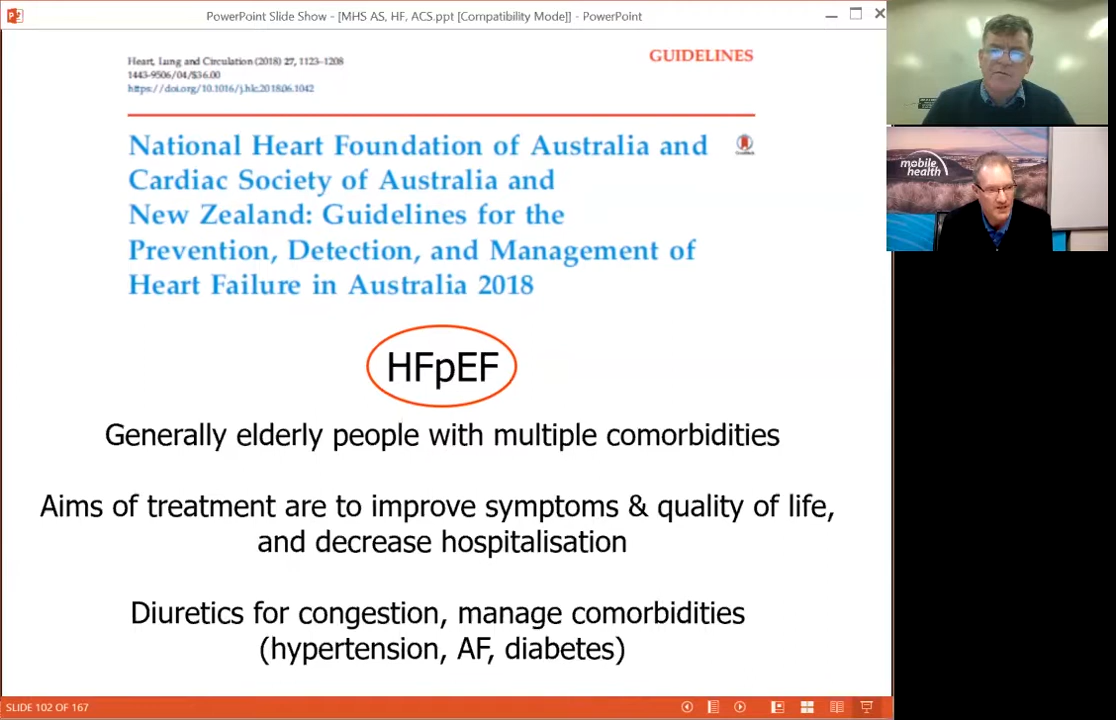 PowerPoint Slide Show - [MHS AS, HF, ACS.ppt [Compatibility Mode]] - PowerPoint
Heart, Lung and Circulation (2018) 27, 1123–1208
1443-9506/04/$36.00
https://doi.org/10.1016/j.hlc.2018.06.1042
GUIDELINES
National Heart Foundation of Australia and
Cardiac Society of Australia and
New Zealand: Guidelines for the
Prevention, Detection, and Management of
Heart Failure in Australia 2018
HFpEF
Generally elderly people with multiple comorbidities
Aims of treatment are to improve symptoms & quality of life,
and decrease hospitalisation
Diuretics for congestion, manage comorbidities
(hypertension, AF, diabetes)
SLIDE 102 OF 167
mobile
health